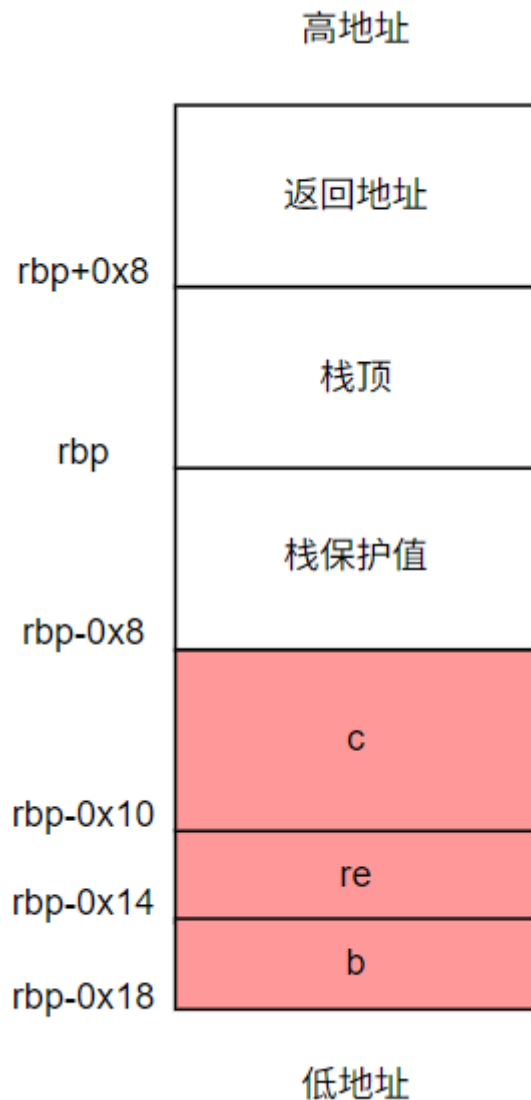 高地址
返回地址
rbp+0x8
栈顶
rbp
栈保护值
rbp-0x8
c
rbp-0x10
re
rbp-0x14
b
rbp-0x18
低地址